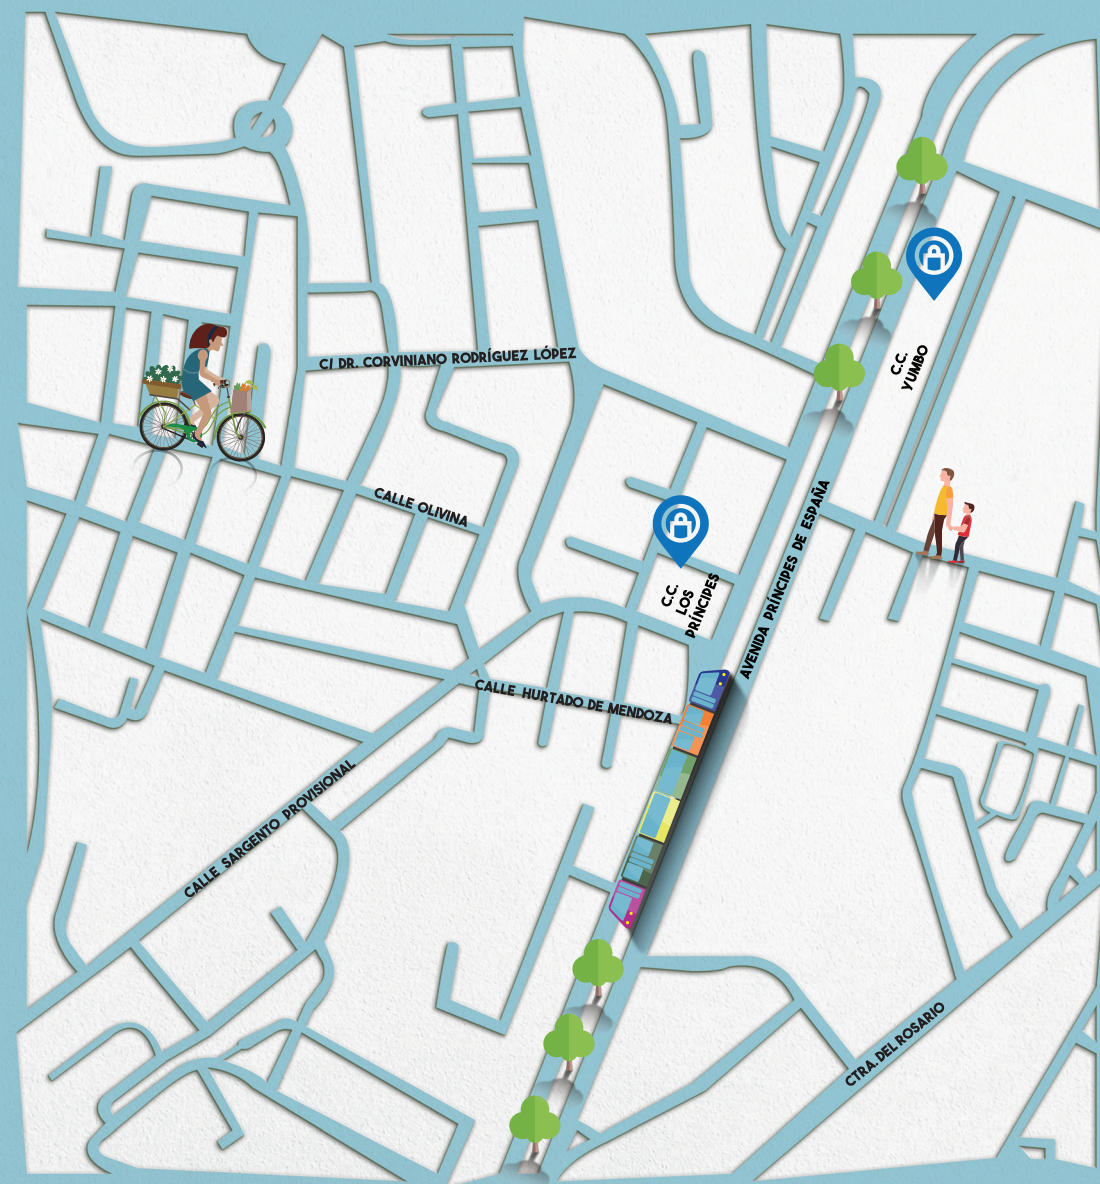 C/ DR. CORVINIANO RODRÍGUEZ LÓPEZ
C.C.
YUMBO
CALLE OLIVINA
AVENIDA PRÍNCIPES DE ESPAÑA
C.C.
LOS
PRÍNCIPES
CALLE HURTADO DE MENDOZA
CALLE SARGENTO PROVISIONAL
CTRA. DEL ROSARIO